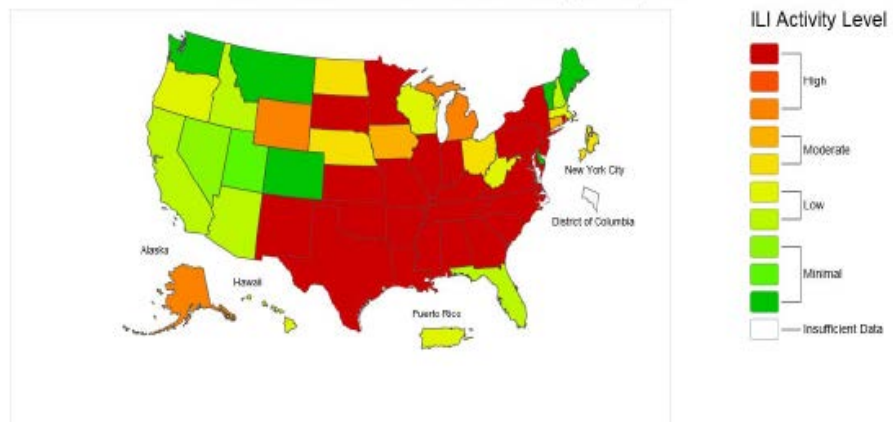 ILI Activity Level
High
Moderate
New York City
Low
District of Columbia
Alaska
Minimal
Hawaii
Puerto Rico
Insufficient Data